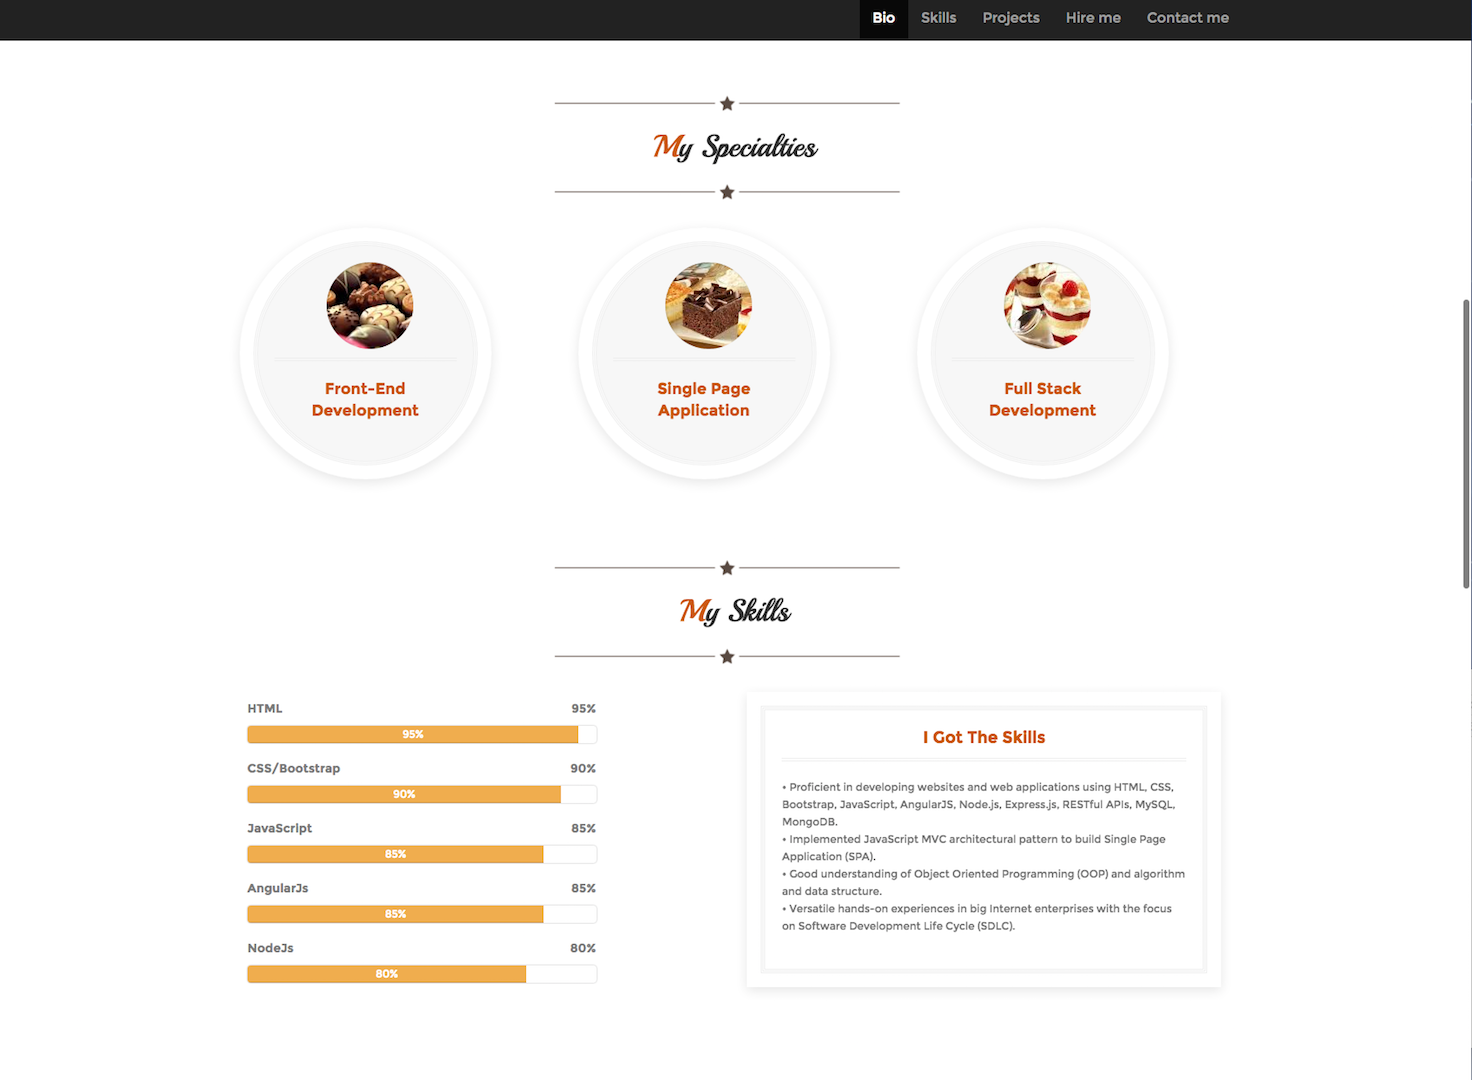 Bio Skills Projects Hire me Contact me
My Specialties
Front-End
Development
Single Page
Application
Full Stack
Development
My Skills
HTML 95%
95%
CSS/Bootstrap 90%
90%
JavaScript 85%
85%
AngularJs 85%
85%
NodeJs 80%
80%
I Got The Skills
• Proficient in developing websites and web applications using HTML, CSS,
Bootstrap, JavaScript, AngularJS, Node.js, Express.js, RESTful APIs, MySQL,
MongoDB.
• Implemented JavaScript MVC architectural pattern to build Single Page
Application (SPA).
• Good understanding of Object Oriented Programming (OOP) and algorithm
and data structure.
• Versatile hands-on experiences in big Internet enterprises with the focus
on Software Development Life Cycle (SDLC).